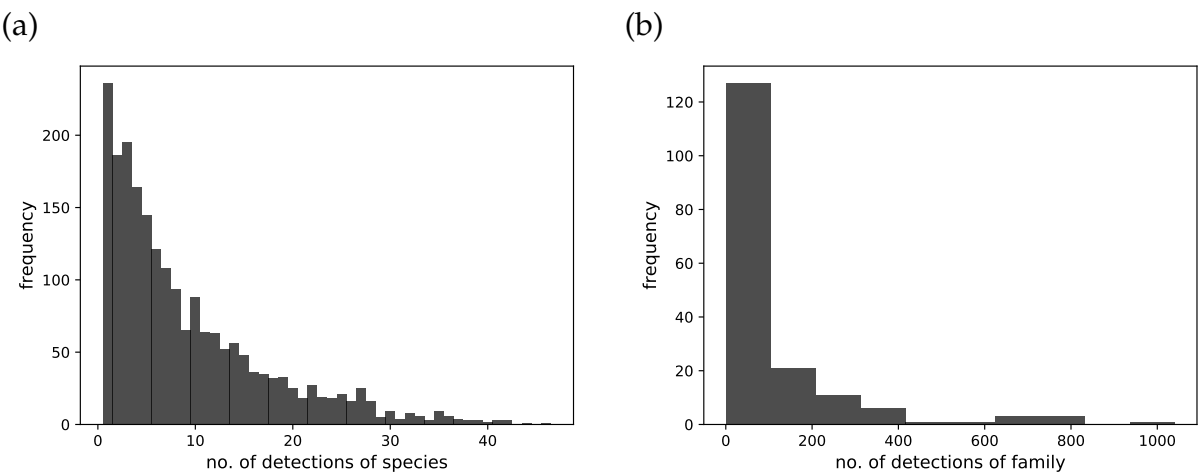 (a)
200
150
100
50
0
frequency
0 10 20 30 40
no. of detections of species
(b)
120
100
80
60
40
20
0
frequency
0 200 400 600 800 1000
no. of detections of family